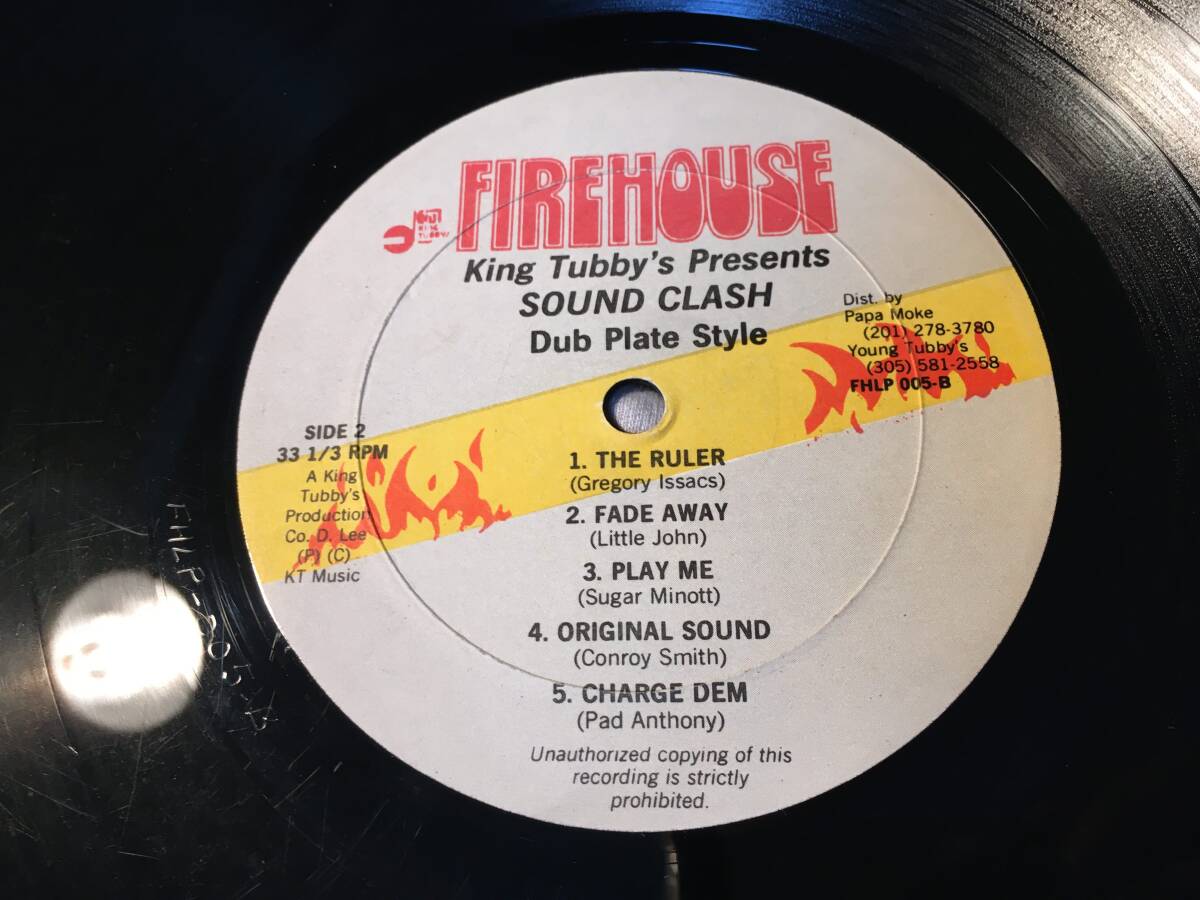 FIREHOUSE
King Tubby's Presents
SOUND CLASH
Dub Plate Style
Dist. by
Papa Moke
(201) 278-3780
Young Tubby's
(305) 581-2558
FHLP 005-B
SIDE 2
33 1/3 RPM
A King
Tubby's
Production
Co. D. Lee
(P) (C)
KT Music
1. THE RULER
(Gregory Issacs)
2. FADE AWAY
(Little John)
3. PLAY ME
(Sugar Minott)
4. ORIGINAL SOUND
(Conroy Smith)
5. CHARGE DEM
(Pad Anthony)
Unauthorized copying of this
recording is strictly
prohibited.